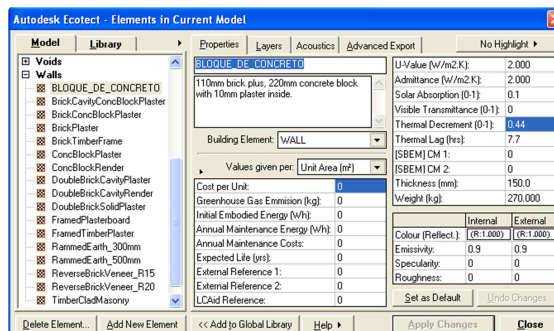 Autodesk Ecotect - Elements in Current Model
Model
Library
Voids
Walls
BLOQUE_DE_CONCRETO
BrickCavityConcBlockPlaster
BrickConcBlockPlaster
BrickPlaster
BrickTimberFrame
ConcBlockPlaster
ConcBlockRender
DoubleBrickCavityPlaster
DoubleBrickCavityRender
DoubleBrickSolidPlaster
FramedPlasterboard
FramedTimberPlaster
RammedEarth_300mm
RammedEarth_500mm
ReverseBrickVeneer_R15
ReverseBrickVeneer_R20
TimberCladMasonry
Delete Element...
Add New Element
Properties
Layers
Acoustics
Advanced Export
No Highlight
BLOQUE_DE_CONCRETO
110mm brick plus, 220mm concrete block
with 10mm plaster inside.
Building Element: WALL
Values given per: Unit Area (m²)
Cost per Unit: 0
Greenhouse Gas Emmision (kg): 0
Initial Embodied Energy (Wh): 0
Annual Maintenance Energy (Wh): 0
Annual Maintenance Costs: 0
Expected Life (yrs): 0
External Reference 1: 0
External Reference 2: 0
LCAid Reference: 0
<< Add to Global Library
Help
U-Value (W/m2.K): 2.000
Admittance (W/m2.K): 2.000
Solar Absorption (0-1): 0.1
Visible Transmittance (0-1): 0
Thermal Decrement (0-1): 0.44
Thermal Lag (hrs): 7.7
[SBEM] CM 1: 0
[SBEM] CM 2: 0
Thickness (mm): 150.0
Weight (kg): 270.000
Internal External
Colour (Reflect.): (R:1.000) (R:1.000)
Emissivity: 0.9 0.9
Specularity: 0 0
Roughness: 0 0
Set as Default
Undo Changes
Apply Changes
Close